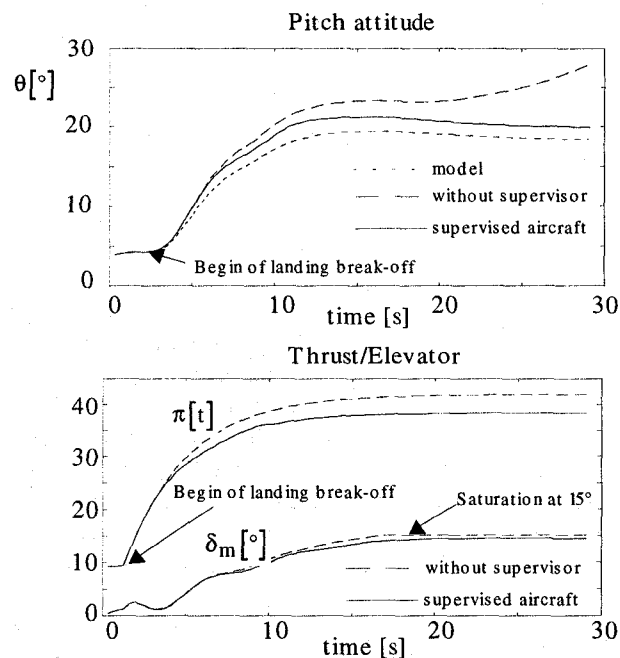 Pitch attitude
θ[°]
30
20
10
0
model
without supervisor
supervised aircraft
Begin of landing break-off
0
10
20
30
time [s]
Thrust/Elevator
40
30
20
10
0
π[t]
Begin of landing break-off
Saturation at 15°
δm[°]
without supervisor
supervised aircraft
0
10
20
30
time [s]